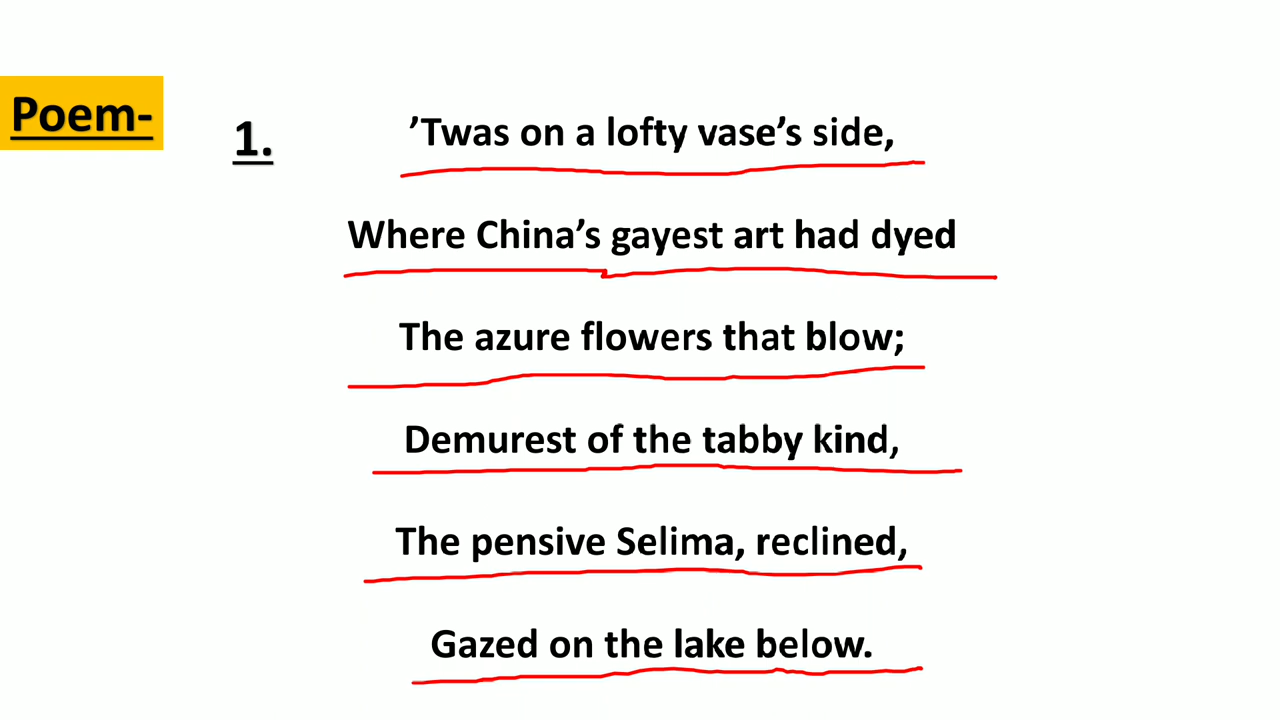 Poem-
1.
’Twas on a lofty vase’s side,
Where China’s gayest art had dyed
The azure flowers that blow;
Demurest of the tabby kind,
The pensive Selima, reclined,
Gazed on the lake below.